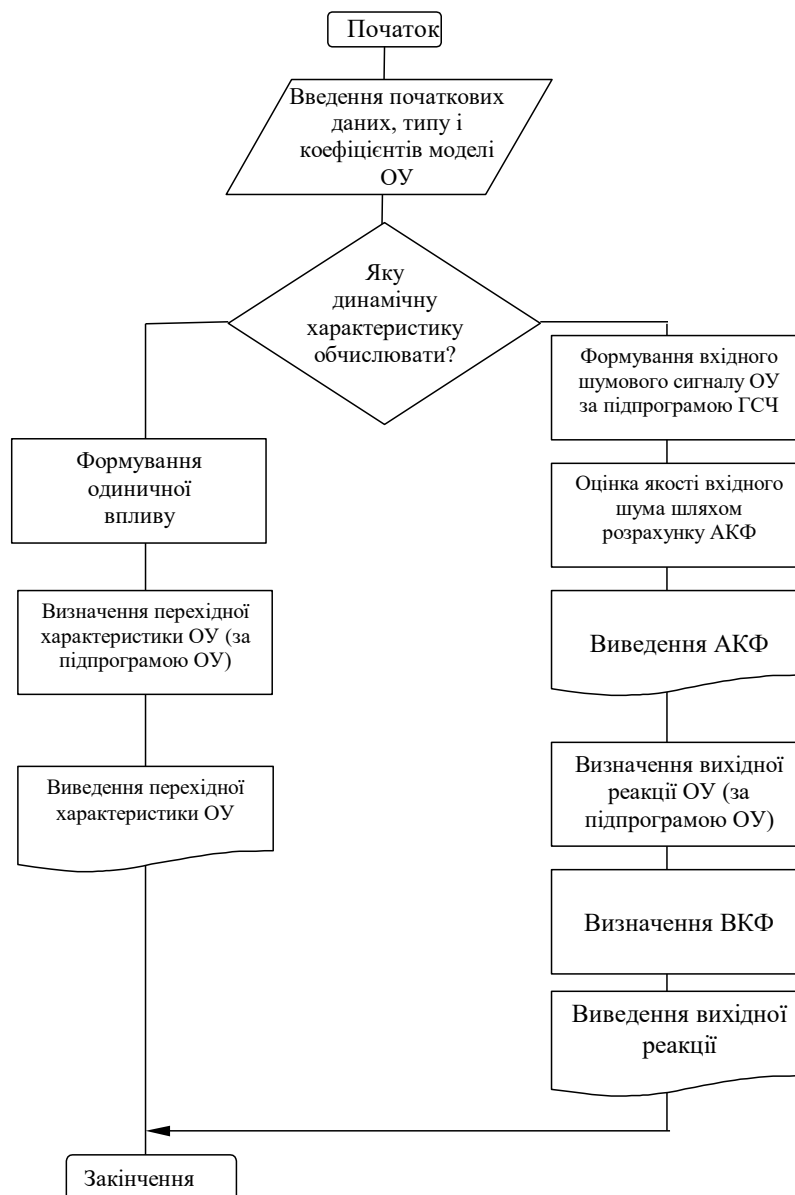 Початок
Введення початкових
даних, типу і
коефіцієнтів моделі
ОУ
Яку
динамічну
характеристику
обчислювати?
Формування
одиничної
впливу
Визначення перехідної
характеристики ОУ (за
підпрограмою ОУ)
Виведення перехідної
характеристики ОУ
Формування вхідного
шумового сигналу ОУ
за підпрограмою ГСЧ
Оцінка якості вхідного
шума шляхом
розрахунку АКФ
Виведення АКФ
Визначення вихідної
реакції ОУ (за
підпрограмою ОУ)
Визначення ВКФ
Виведення вихідної
реакції
Закінчення